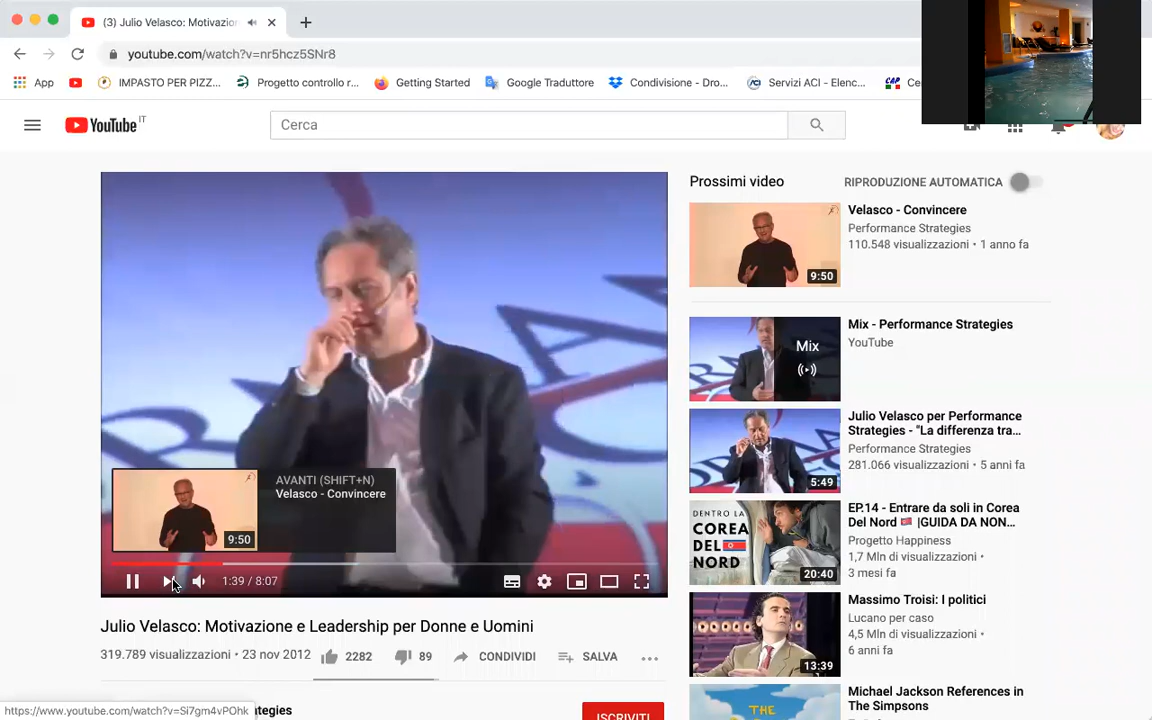 (3) Julio Velasco: Motivazion
youtube.com/watch?v=nr5hcz5SNr8
App
IMPASTO PER PIZZ...
Progetto controllo r...
Getting Started
Google Traduttore
Condivisione - Dro...
Servizi ACI - Elenc...
YouTube IT
Cerca
AVANTI (SHIFT+N)
Velasco - Convincere
9:50
1:39 / 8:07
Julio Velasco: Motivazione e Leadership per Donne e Uomini
319.789 visualizzazioni • 23 nov 2012
2282
89
CONDIVIDI
SALVA
https://www.youtube.com/watch?v=Si7gm4vPOhk
ISCRIVITI
Prossimi video
RIPRODUZIONE AUTOMATICA
9:50
Velasco - Convincere
Performance Strategies
110.548 visualizzazioni • 1 anno fa
Mix
Mix - Performance Strategies
YouTube
5:49
Julio Velasco per Performance
Strategies - "La differenza tra...
Performance Strategies
281.066 visualizzazioni • 5 anni fa
DENTRO LA
COREA
DEL
NORD
20:40
EP.14 - Entrare da soli in Corea
Del Nord 🇰🇵 |GUIDA DA NON...
Progetto Happiness
1,7 Mln di visualizzazioni •
3 mesi fa
13:39
Massimo Troisi: I politici
Lucano per caso
4,5 Mln di visualizzazioni •
6 anni fa
THE
Michael Jackson References in
The Simpsons